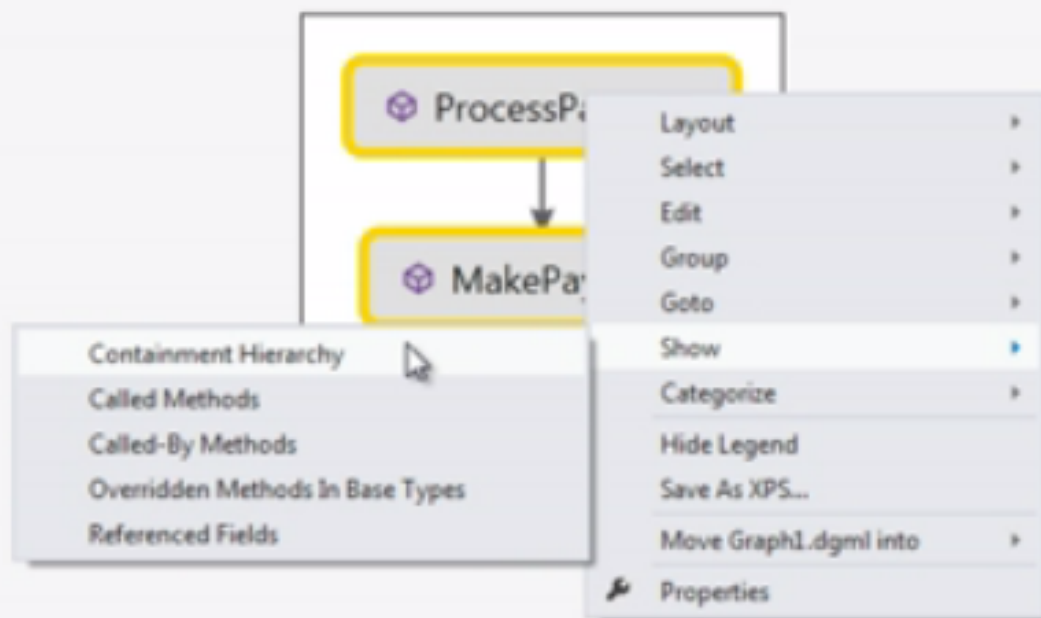 ProcessPa
MakePay
Layout
Select
Edit
Group
Goto
Show
Categorize
Hide Legend
Save As XPS...
Move Graph1.dgml into
Properties
Containment Hierarchy
Called Methods
Called-By Methods
Overridden Methods In Base Types
Referenced Fields